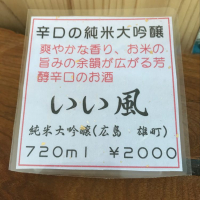 辛口の純米大吟醸
爽やかな香り、お米の
旨みの余韻が広がる芳
醇辛口のお酒
いい風
純米大吟醸(広島 雄町)
720ml ¥2000